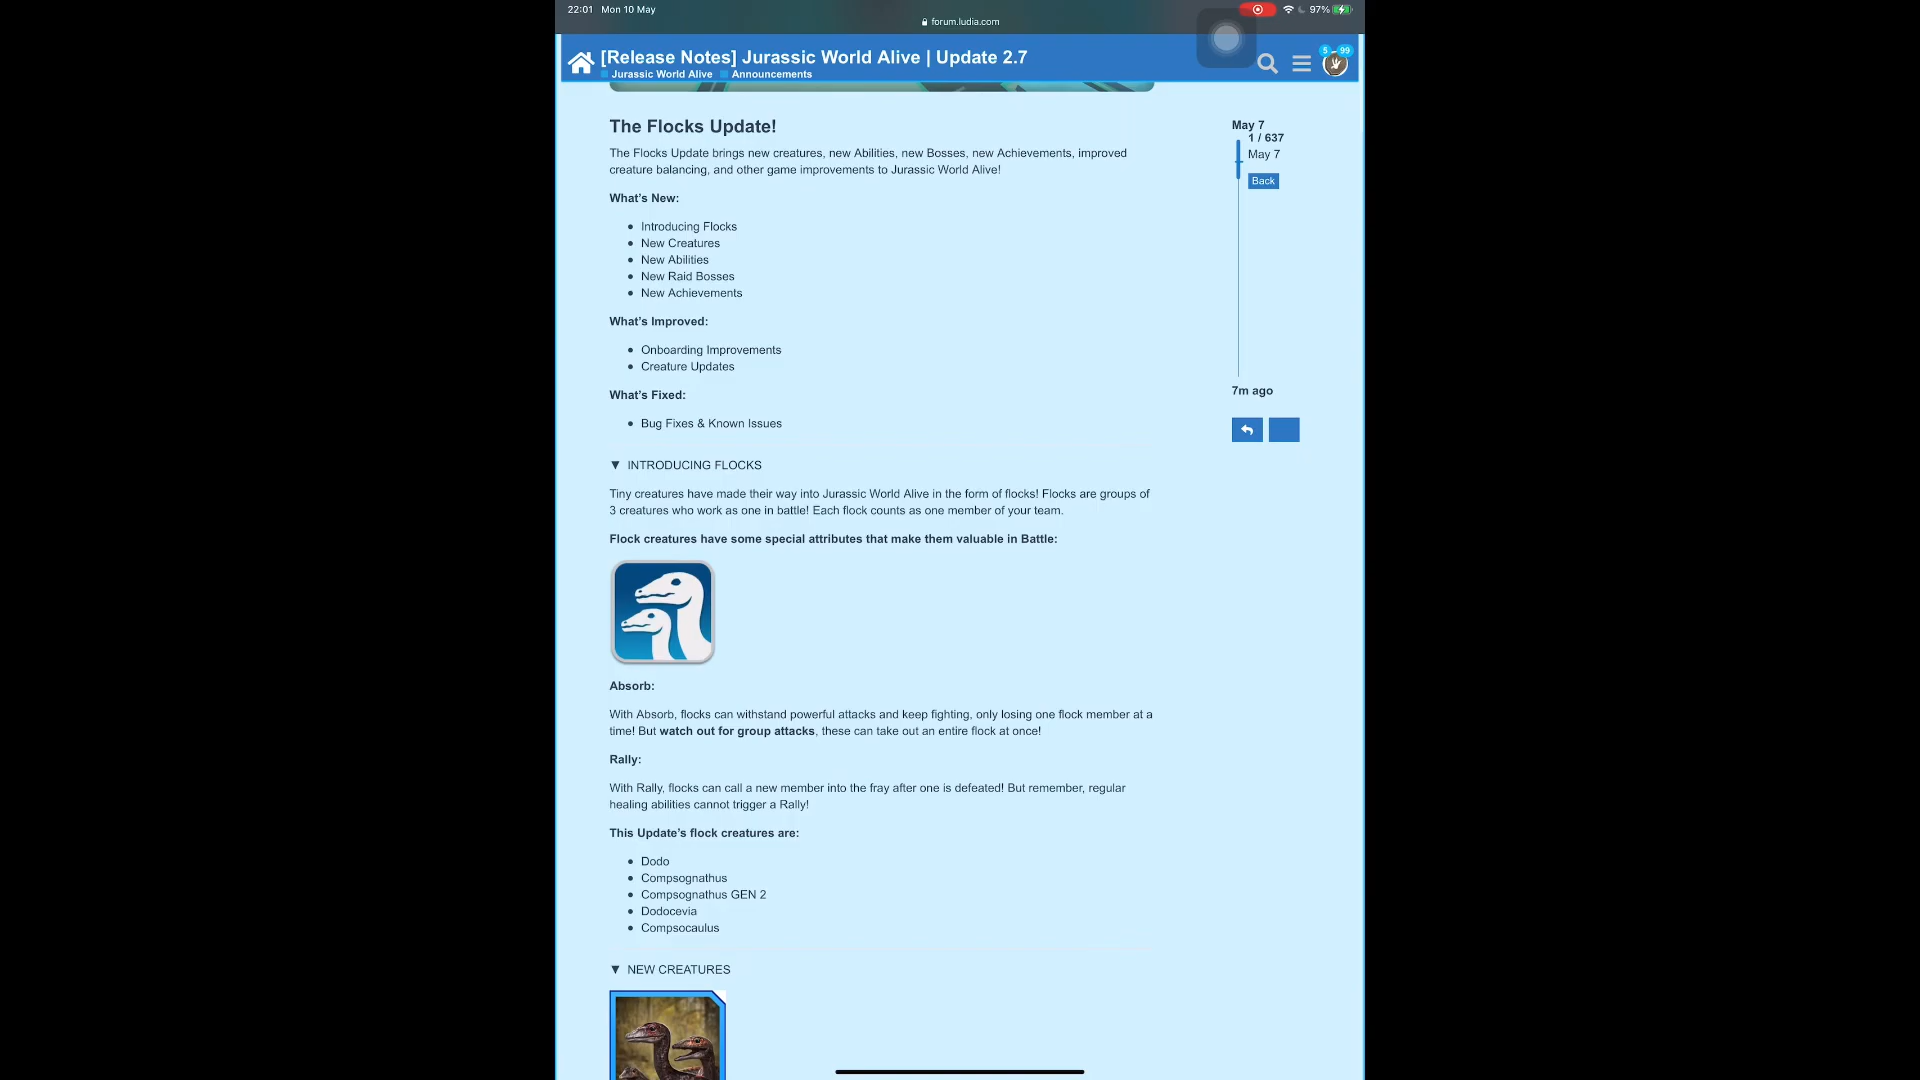 22:01 Mon 10 May
97%
forum.ludia.com
[Release Notes] Jurassic World Alive | Update 2.7
Jurassic World Alive Announcements
5 99
The Flocks Update!
The Flocks Update brings new creatures, new Abilities, new Bosses, new Achievements, improved
creature balancing, and other game improvements to Jurassic World Alive!
What's New:
• Introducing Flocks
• New Creatures
• New Abilities
• New Raid Bosses
• New Achievements
What's Improved:
• Onboarding Improvements
• Creature Updates
What's Fixed:
• Bug Fixes & Known Issues
▼ INTRODUCING FLOCKS
Tiny creatures have made their way into Jurassic World Alive in the form of flocks! Flocks are groups of
3 creatures who work as one in battle! Each flock counts as one member of your team.
Flock creatures have some special attributes that make them valuable in Battle:
Absorb:
With Absorb, flocks can withstand powerful attacks and keep fighting, only losing one flock member at a
time! But watch out for group attacks, these can take out an entire flock at once!
Rally:
With Rally, flocks can call a new member into the fray after one is defeated! But remember, regular
healing abilities cannot trigger a Rally!
This Update's flock creatures are:
• Dodo
• Compsognathus
• Compsognathus GEN 2
• Dodocevia
• Compsocaulus
▼ NEW CREATURES
May 7
1 / 637
May 7
Back
7m ago